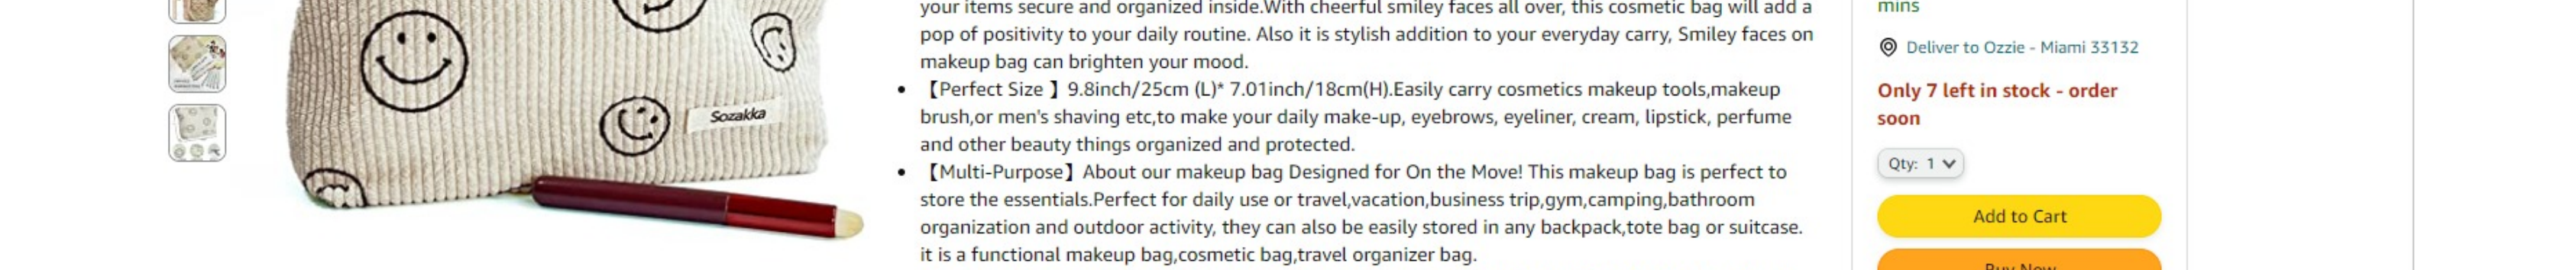 your items secure and organized inside.With cheerful smiley faces all over, this cosmetic bag will add a
pop of positivity to your daily routine. Also it is stylish addition to your everyday carry, Smiley faces on
makeup bag can brighten your mood.
【Perfect Size 】9.8inch/25cm (L)* 7.01inch/18cm(H).Easily carry cosmetics makeup tools,makeup
brush,or men's shaving etc,to make your daily make-up, eyebrows, eyeliner, cream, lipstick, perfume
and other beauty things organized and protected.
【Multi-Purpose】About our makeup bag Designed for On the Move! This makeup bag is perfect to
store the essentials.Perfect for daily use or travel,vacation,business trip,gym,camping,bathroom
organization and outdoor activity, they can also be easily stored in any backpack,tote bag or suitcase.
it is a functional makeup bag,cosmetic bag,travel organizer bag.
Sozakka
mins
Deliver to Ozzie - Miami 33132
Only 7 left in stock - order
soon
Qty: 1
Add to Cart
Buy Now